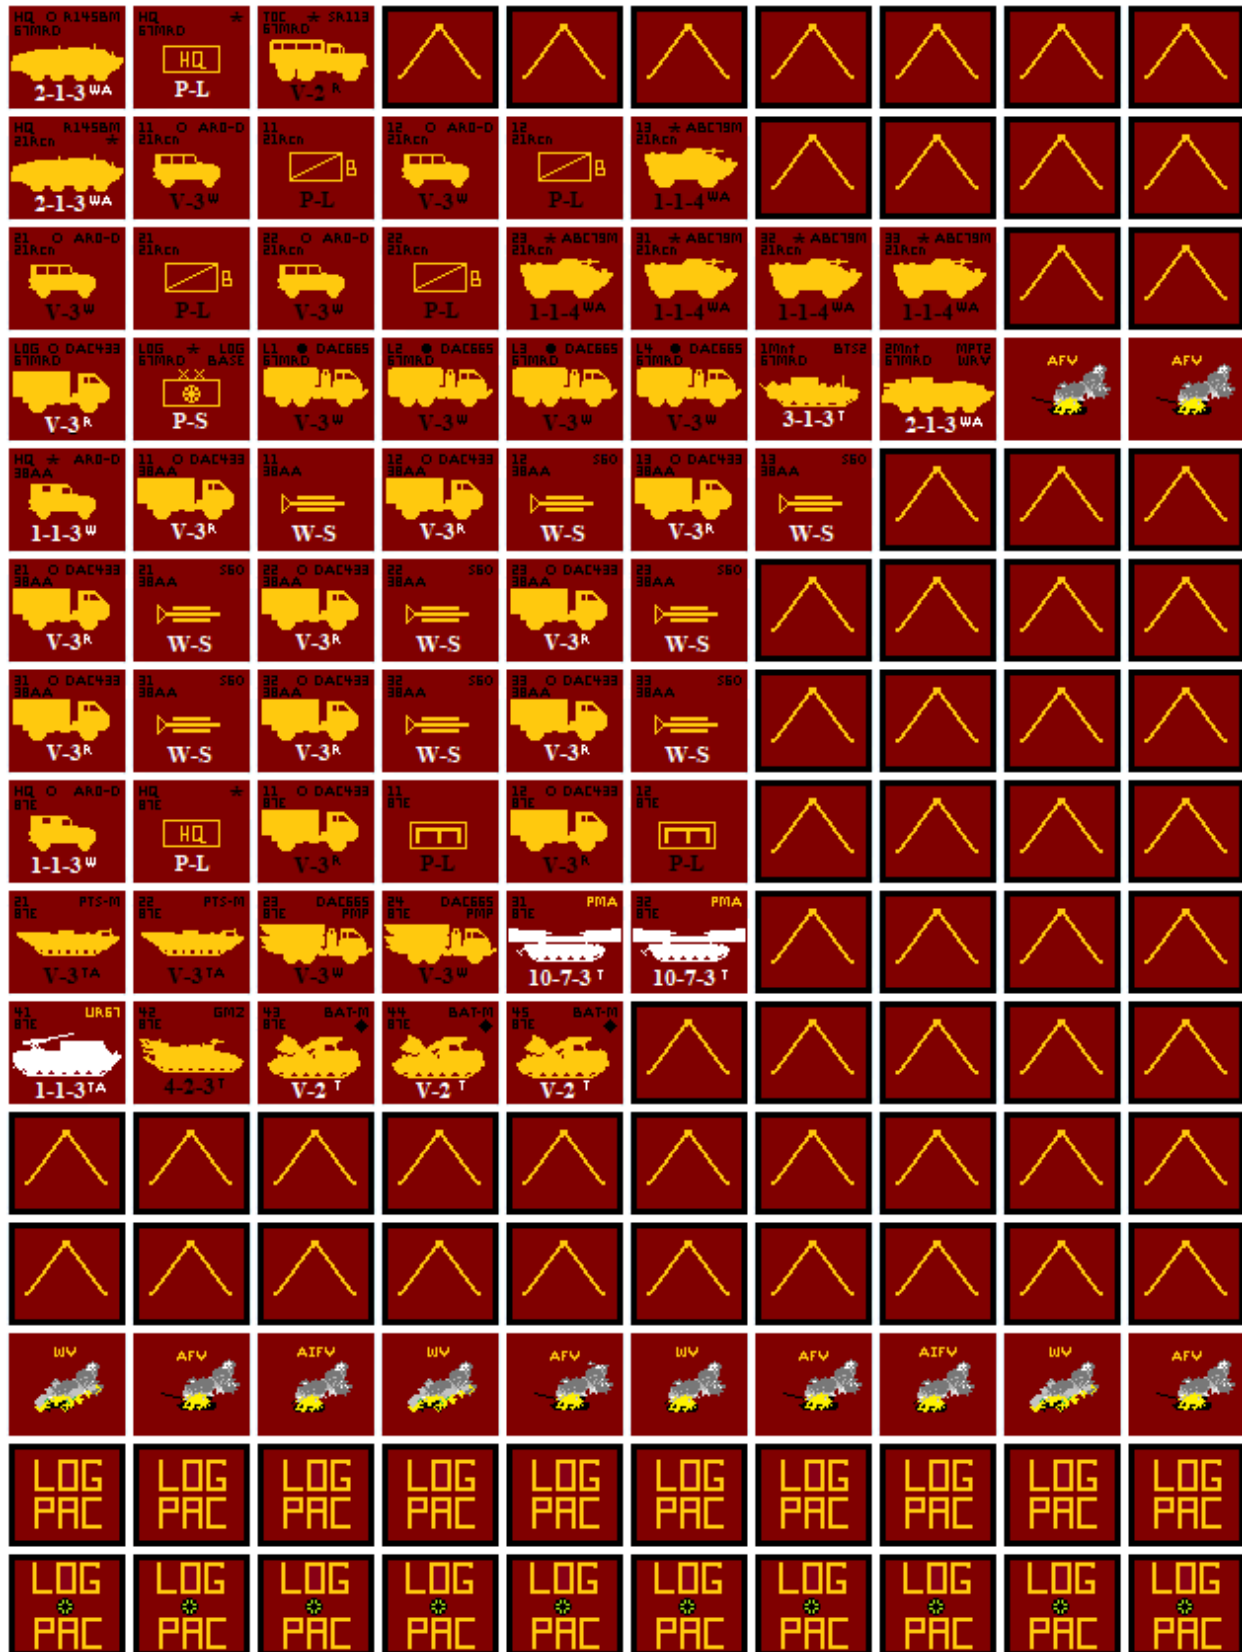 HQ O R145BM
67MRD
2-1-3 WA
HQ *
67MRD
HQ
P-L
TOC * SR113
67MRD
V-2 R
HQ R145BM
21Rcn *
2-1-3 WA
11 O ARO-D
21Rcn
V-3 W
11
21Rcn
B
P-L
12 O ARO-D
21Rcn
V-3 W
12
21Rcn
B
P-L
13 * ABC79M
21Rcn
1-1-4 WA
21 O ARO-D
21Rcn
V-3 W
21
21Rcn
B
P-L
22 O ARO-D
21Rcn
V-3 W
22
21Rcn
B
P-L
23 * ABC79M
21Rcn
1-1-4 WA
31 * ABC79M
21Rcn
1-1-4 WA
32 * ABC79M
21Rcn
1-1-4 WA
33 * ABC79M
21Rcn
1-1-4 WA
LOG O DAC433
67MRD
V-3 R
LOG * LOG
67MRD BASE
XX
P-S
L1 ● DAC665
67MRD
V-3 W
L2 ● DAC665
67MRD
V-3 W
L3 ● DAC665
67MRD
V-3 W
L4 ● DAC665
67MRD
V-3 W
1Mnt BTS2
67MRD
3-1-3 T
2Mnt MPT2
67MRD WRV
2-1-3 WA
AFV
AFV
HQ * ARO-D
38AA
1-1-3 W
11 O DAC433
38AA
V-3 R
11
38AA
W-S
12 O DAC433
38AA
V-3 R
12 S60
38AA
W-S
13 O DAC433
38AA
V-3 R
13 S60
38AA
W-S
21 O DAC433
38AA
V-3 R
21 S60
38AA
W-S
22 O DAC433
38AA
V-3 R
22 S60
38AA
W-S
23 O DAC433
38AA
V-3 R
23 S60
38AA
W-S
31 O DAC433
38AA
V-3 R
31 S60
38AA
W-S
32 O DAC433
38AA
V-3 R
32 S60
38AA
W-S
33 O DAC433
38AA
V-3 R
33 S60
38AA
W-S
HQ O ARO-D
87E
1-1-3 W
HQ *
87E
HQ
P-L
11 O DAC433
87E
V-3 R
11
87E
P-L
12 O DAC433
87E
V-3 R
12
87E
P-L
21 PTS-M
87E
V-3 TA
22 PTS-M
87E
V-3 TA
23 DAC665
87E PMP
V-3 W
24 DAC665
87E PMP
V-3 W
31 PMA
87E
10-7-3 T
32 PMA
87E
10-7-3 T
41 UR67
87E
1-1-3 TA
42 GMZ
87E
4-2-3 T
43 BAT-M
87E ◆
V-2 T
44 BAT-M
87E ◆
V-2 T
45 BAT-M
87E ◆
V-2 T
WV
AFV
AIFV
WV
AFV
WV
AFV
AIFV
WV
AFV
LOG
PAC
LOG
PAC
LOG
PAC
LOG
PAC
LOG
PAC
LOG
PAC
LOG
PAC
LOG
PAC
LOG
PAC
LOG
PAC
LOG
PAC
LOG
PAC
LOG
PAC
LOG
PAC
LOG
PAC
LOG
PAC
LOG
PAC
LOG
PAC
LOG
PAC
LOG
PAC